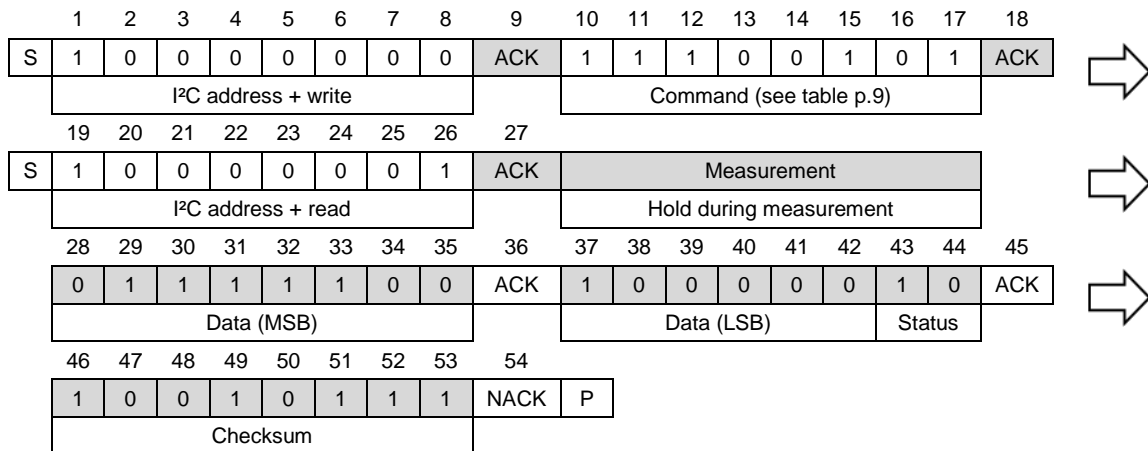 1 2 3 4 5 6 7 8 9 10 11 12 13 14 15 16 17 18
S 1 0 0 0 0 0 0 0 ACK 1 1 1 0 0 1 0 1 ACK
I²C address + write Command (see table p.9)
19 20 21 22 23 24 25 26 27
S 1 0 0 0 0 0 0 1 ACK Measurement
I²C address + read Hold during measurement
28 29 30 31 32 33 34 35 36 37 38 39 40 41 42 43 44 45
0 1 1 1 1 1 0 0 ACK 1 0 0 0 0 0 1 0 ACK
Data (MSB) Data (LSB) Status
46 47 48 49 50 51 52 53 54
1 0 0 1 0 1 1 1 NACK P
Checksum